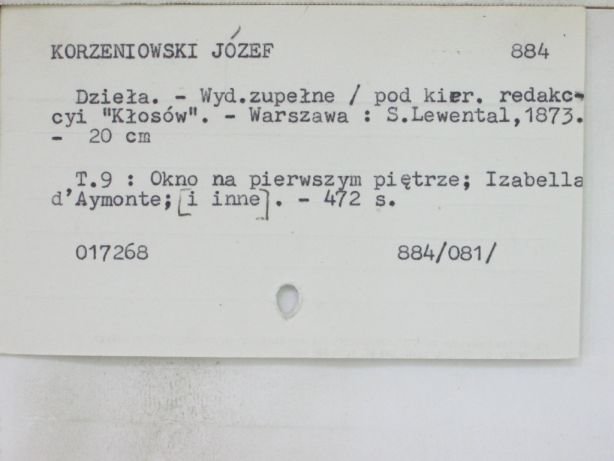 KORZENIOWSKI JÓZEF 884
Dzieła. - Wyd.zupełne / pod kier. redakc-
cyi "Kłosów". - Warszawa : S.Lewental,1873.
- 20 cm
T.9 : Okno na pierwszym piętrze; Izabella
d'Aymonte;[i inne]. - 472 s.
017268 884/081/